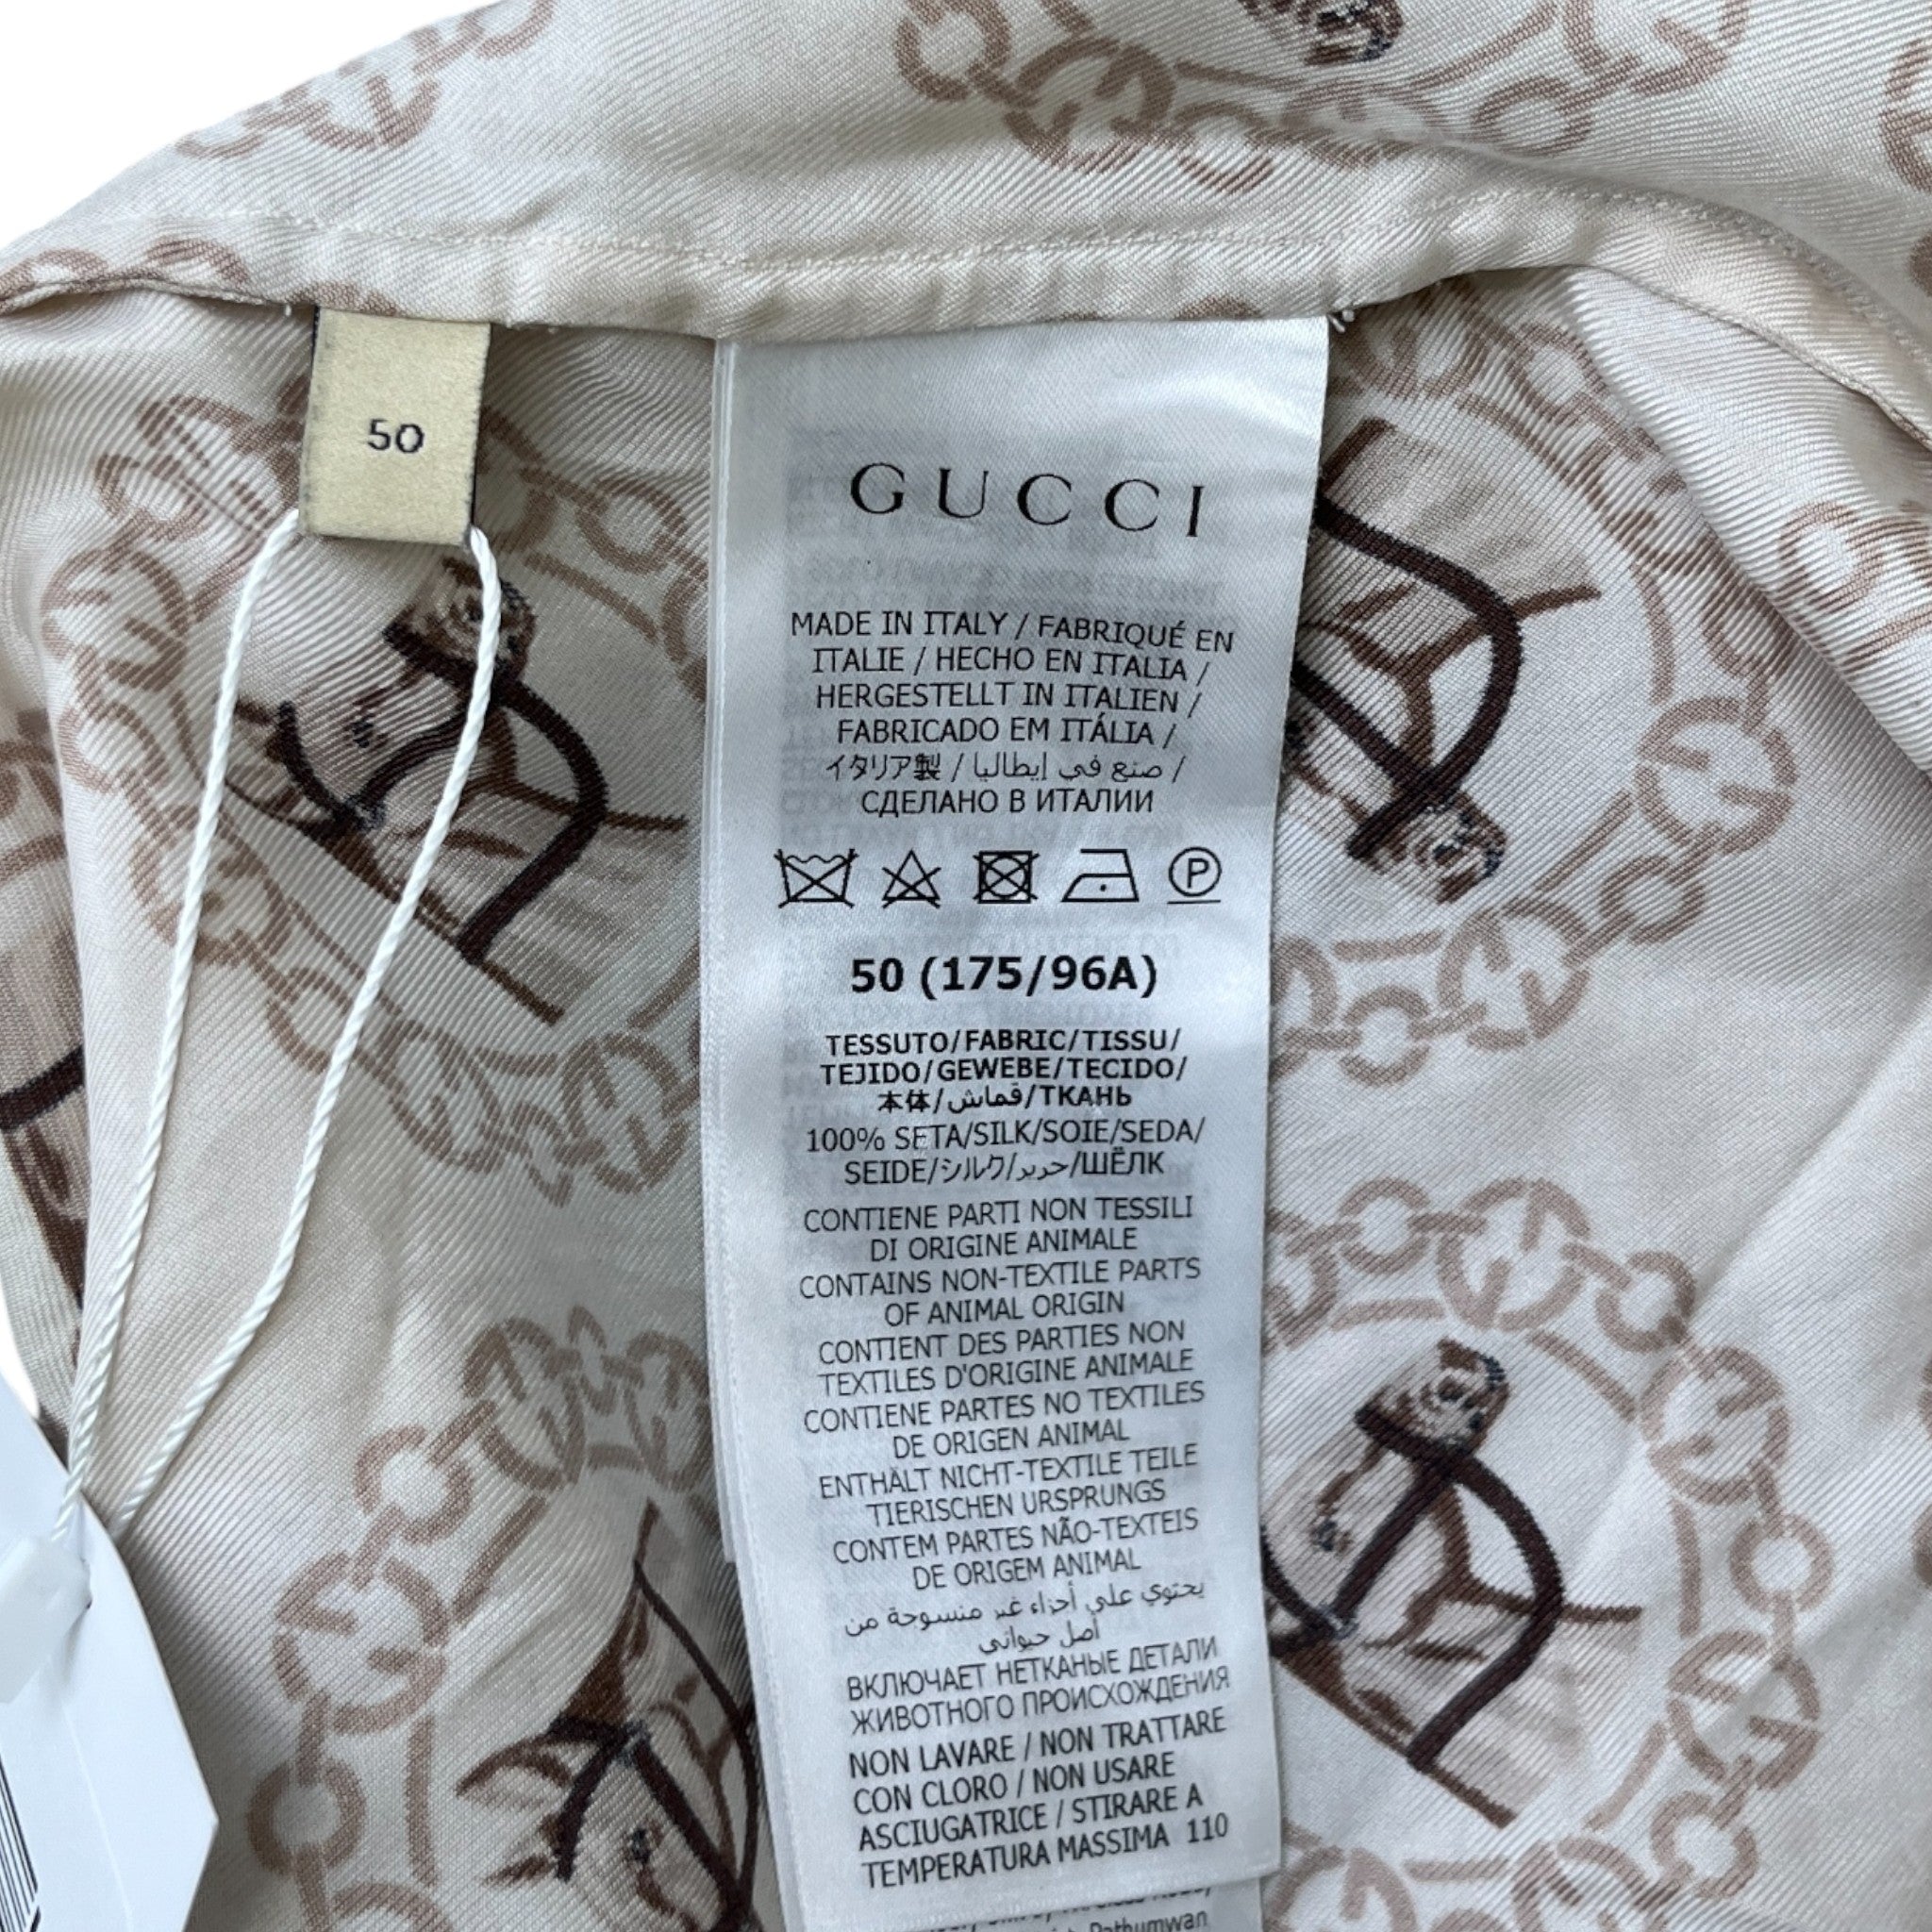 50
GUCCI
MADE IN ITALY / FABRIQUÉ EN
ITALIE / HECHO EN ITALIA /
HERGESTELLT IN ITALIEN /
FABRICADO EM ITÁLIA /
イタリア製 / صنع في إيطاليا /
СДЕЛАНО В ИТАЛИИ
P
50 (175/96A)
TESSUTO/FABRIC/TISSU/
TEJIDO/GEWEBE/TECIDO/
本体/قماش/ТКАНЬ
100% SETA/SILK/SOIE/SEDA/
SEIDE/シルク/حرير/ШЁЛК
CONTIENE PARTI NON TESSILI
DI ORIGINE ANIMALE
CONTAINS NON-TEXTILE PARTS
OF ANIMAL ORIGIN
CONTIENT DES PARTIES NON
TEXTILES D'ORIGINE ANIMALE
CONTIENE PARTES NO TEXTILES
DE ORIGEN ANIMAL
ENTHÄLT NICHT-TEXTILE TEILE
TIERISCHEN URSPRUNGS
CONTEM PARTES NÃO-TEXTEIS
DE ORIGEM ANIMAL
يحتوي على أجزاء غير منسوجة من
أصل حيواني
ВКЛЮЧАЕТ НЕТКАНЫЕ ДЕТАЛИ
ЖИВОТНОГО ПРОИСХОЖДЕНИЯ
NON LAVARE / NON TRATTARE
CON CLORO / NON USARE
ASCIUGATRICE / STIRARE A
TEMPERATURA MASSIMA 110
Pathumwan